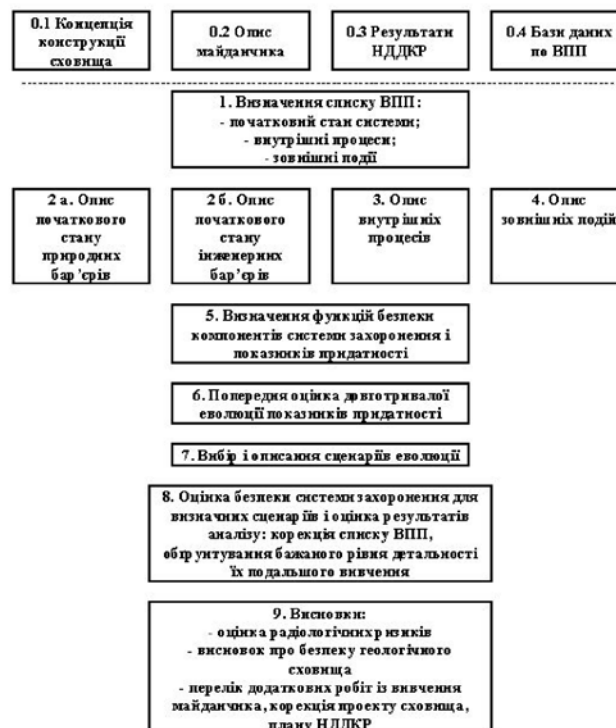 0.1 Концепція
конструкції
сховища
0.2 Опис
майданчика
0.3 Результати
НДДКР
0.4 Бази даних
по ВПП
1. Визначення списку ВПП:
- початковий стан системи;
- внутрішні процеси;
- зовнішні події
2 а. Опис
початкового
стану
природних
бар’єрів
2 б. Опис
початкового
стану
інженерних
бар’єрів
3. Опис
внутрішніх
процесів
4. Опис
зовнішніх подій
5. Визначення функцій безпеки
компонентів системи захоронення і
показників придатності
6. Попередня оцінка довготривалої
еволюції показників придатності
7. Вибір і описання сценаріїв еволюції
8. Оцінка безпеки системи захоронення для
визначних сценаріїв і оцінка результатів
аналізу: корекція списку ВПП,
обґрунтування бажаного рівня детальності
їх подальшого вивчення
9. Висновки:
- оцінка радіологічних ризиків
- висновок про безпеку геологічного
сховища
- перелік додаткових робіт із вивчення
майданчика, корекція проекту сховища,
плану НДДКР